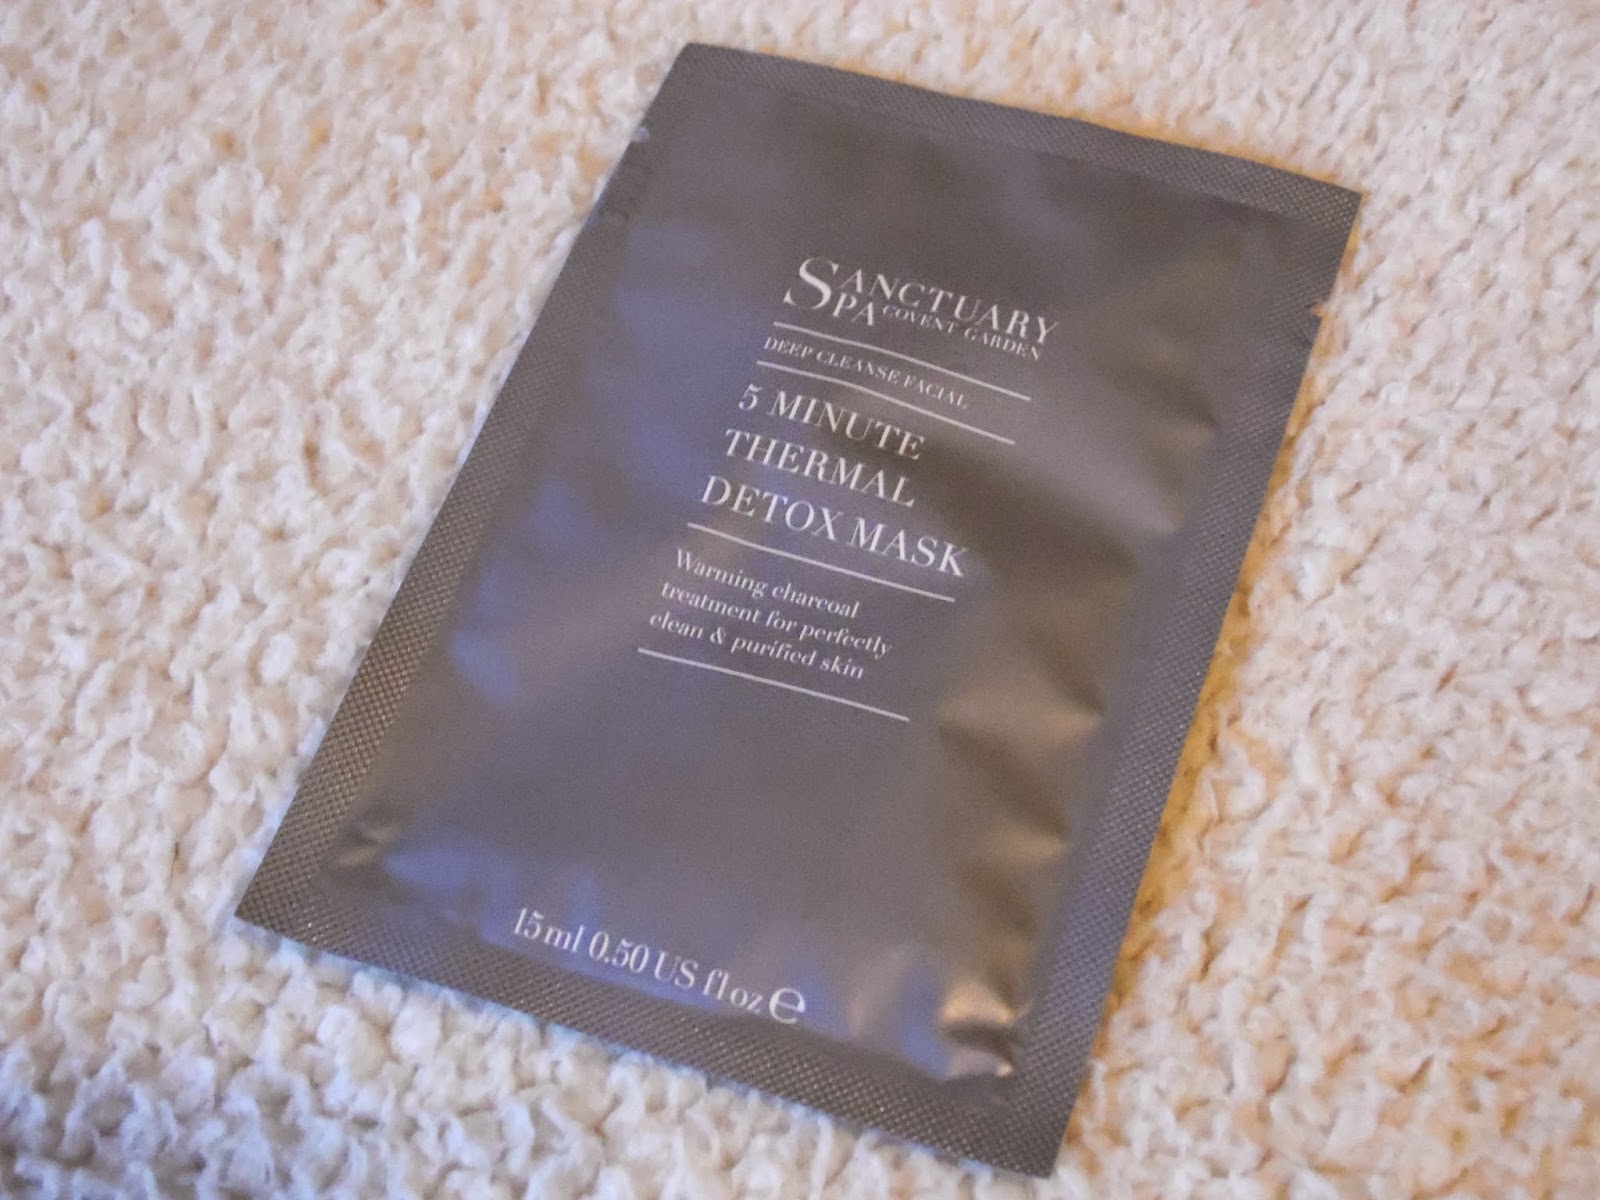 SANCTUARY
SPA COVENT GARDEN
DEEP CLEANSE FACIAL
5 MINUTE
THERMAL
DETOX MASK
Warming charcoal
treatment for perfectly
clean & purified skin
15ml 0.50 US fl oz e